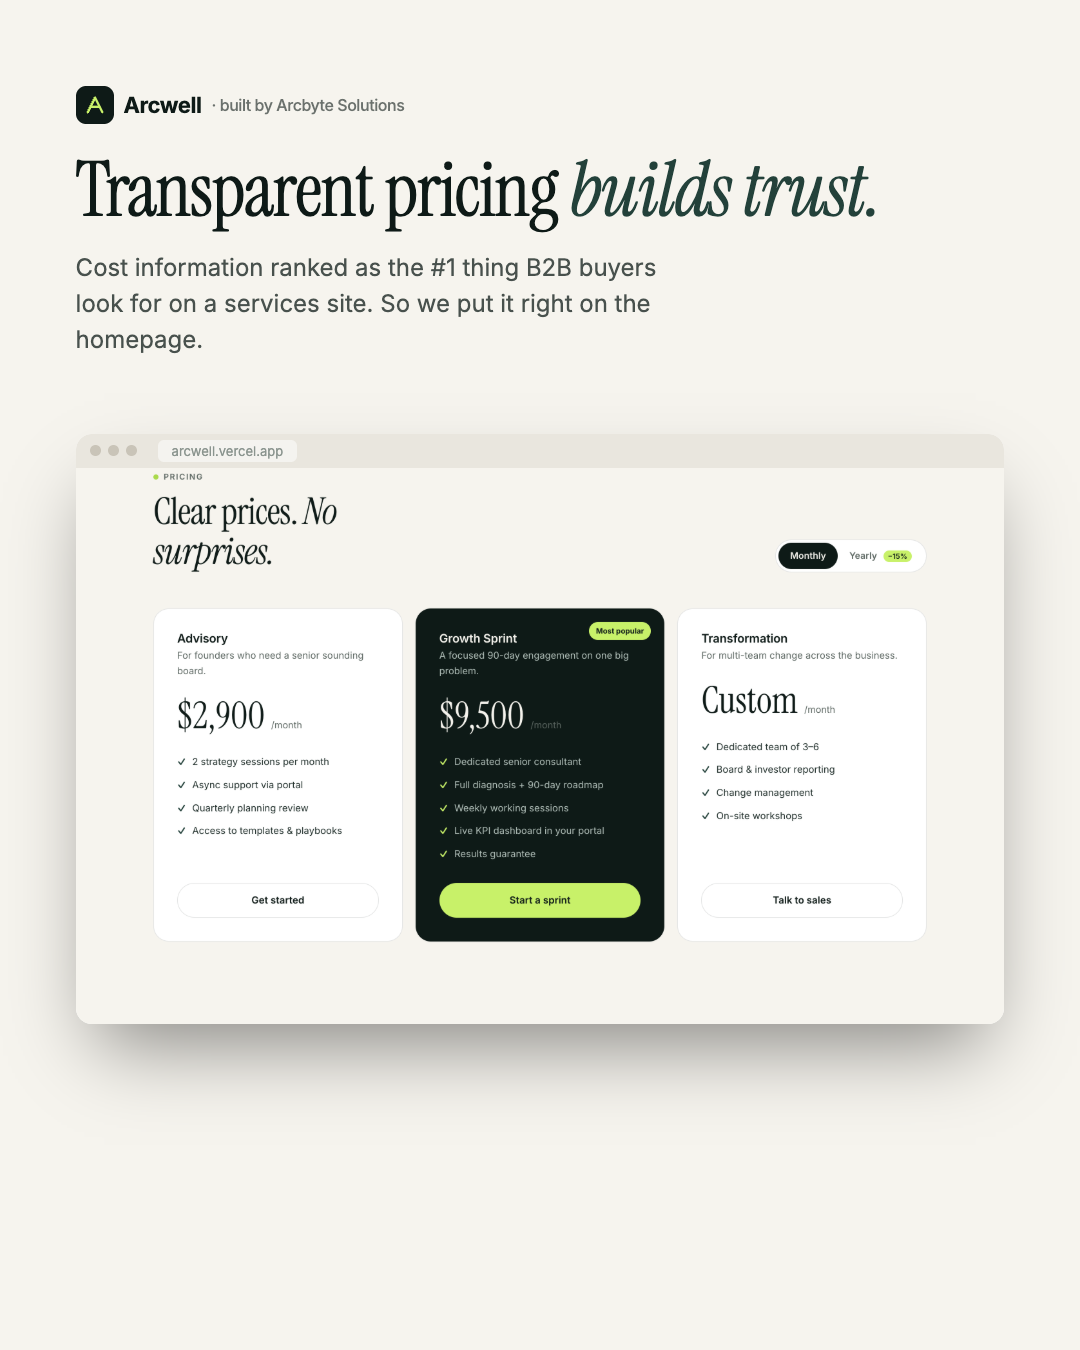 Arcwell · built by Arcbyte Solutions
Transparent pricing builds trust.
Cost information ranked as the #1 thing B2B buyers
look for on a services site. So we put it right on the
homepage.
arcwell.vercel.app
PRICING
Clear prices. No
surprises.
Monthly Yearly −15%
Advisory
For founders who need a senior sounding
board.
$2,900 /month
2 strategy sessions per month
Async support via portal
Quarterly planning review
Access to templates & playbooks
Get started
Growth Sprint
Most popular
A focused 90-day engagement on one big
problem.
$9,500 /month
Dedicated senior consultant
Full diagnosis + 90-day roadmap
Weekly working sessions
Live KPI dashboard in your portal
Results guarantee
Start a sprint
Transformation
For multi-team change across the business.
Custom /month
Dedicated team of 3–6
Board & investor reporting
Change management
On-site workshops
Talk to sales